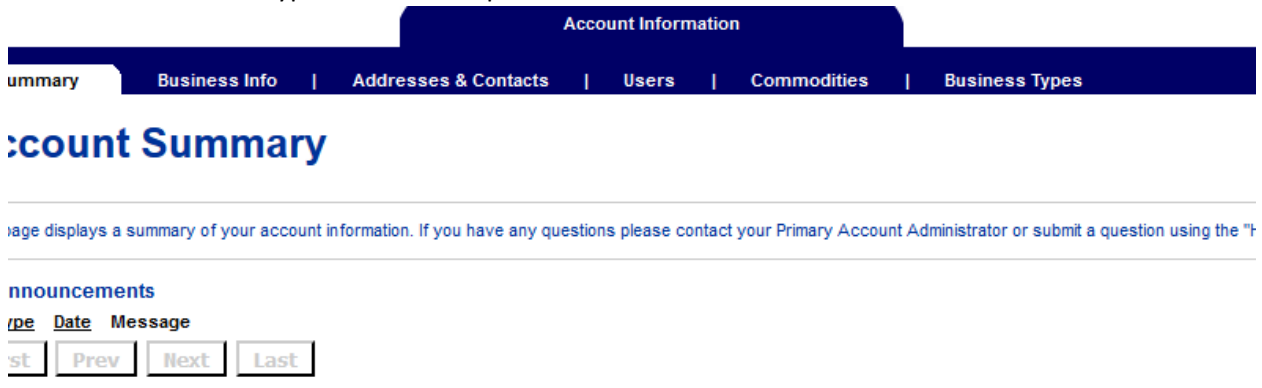 Account Information
ummary Business Info | Addresses & Contacts | Users | Commodities | Business Types
ccount Summary
page displays a summary of your account information. If you have any questions please contact your Primary Account Administrator or submit a question using the "H
nnouncements
ype Date Message
rst Prev Next Last